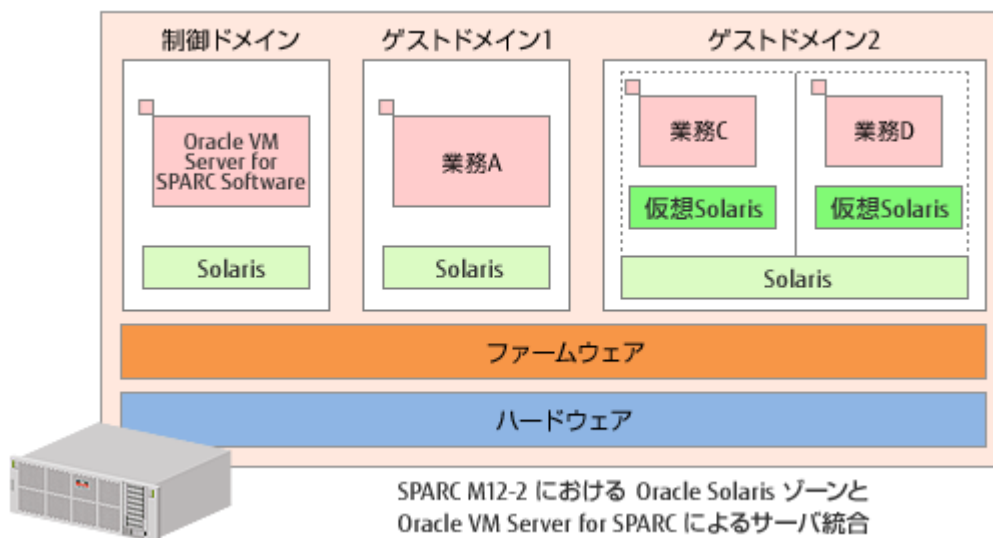 制御ドメイン
ゲストドメイン1
ゲストドメイン2
Oracle VM
Server for
SPARC Software
業務A
業務C
業務D
仮想Solaris
仮想Solaris
Solaris
Solaris
Solaris
ファームウェア
ハードウェア
SPARC M12-2 における Oracle Solaris ゾーンと
Oracle VM Server for SPARC によるサーバ統合